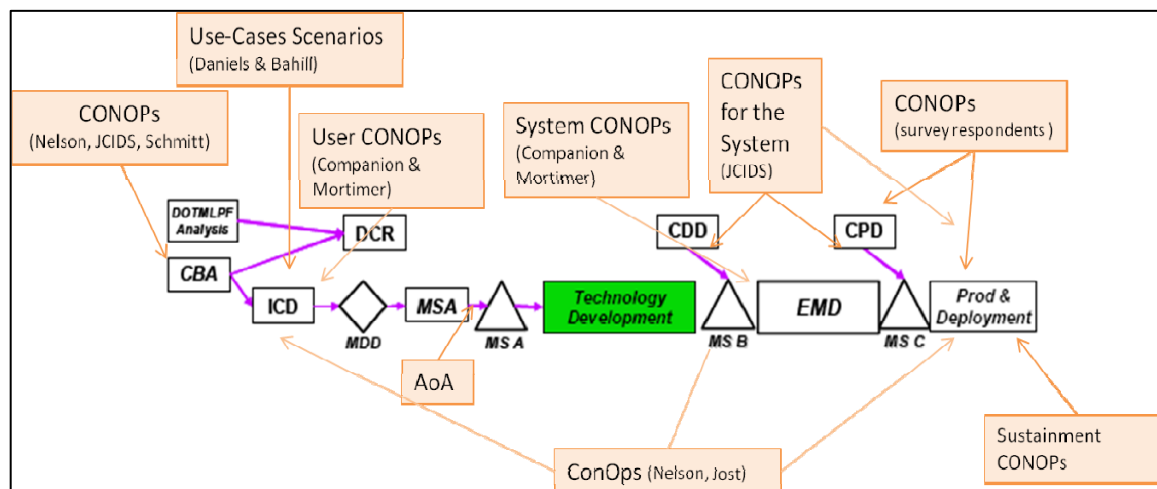 Use-Cases Scenarios
(Daniels & Bahill)
CONOPs
(Nelson, JCIDS, Schmitt)
User CONOPs
(Companion &
Mortimer)
System CONOPs
(Companion &
Mortimer)
CONOPs
for the
System
(JCIDS)
CONOPs
(survey respondents )
DOTMLPF
Analysis
DCR
CDD
CPD
CBA
ICD
MDD
MSA
MS A
Technology
Development
MS B
EMD
MS C
Prod &
Deployment
AoA
ConOps (Nelson, Jost)
Sustainment
CONOPs